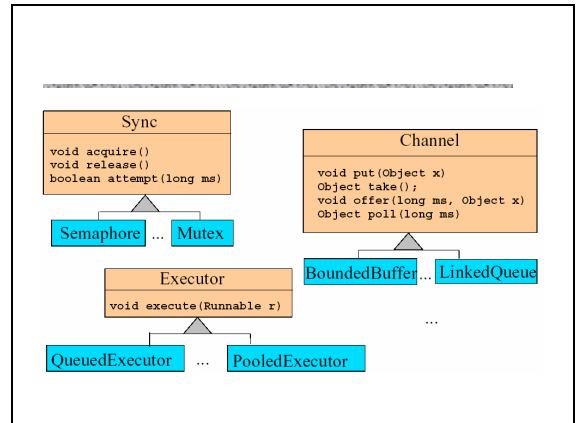 Sync
void acquire()
void release()
boolean attempt(long ms)
Semaphore ... Mutex
Channel
void put(Object x)
Object take();
void offer(long ms, Object x)
Object poll(long ms)
BoundedBuffer ... LinkedQueue
Executor
void execute(Runnable r)
QueuedExecutor ... PooledExecutor
...